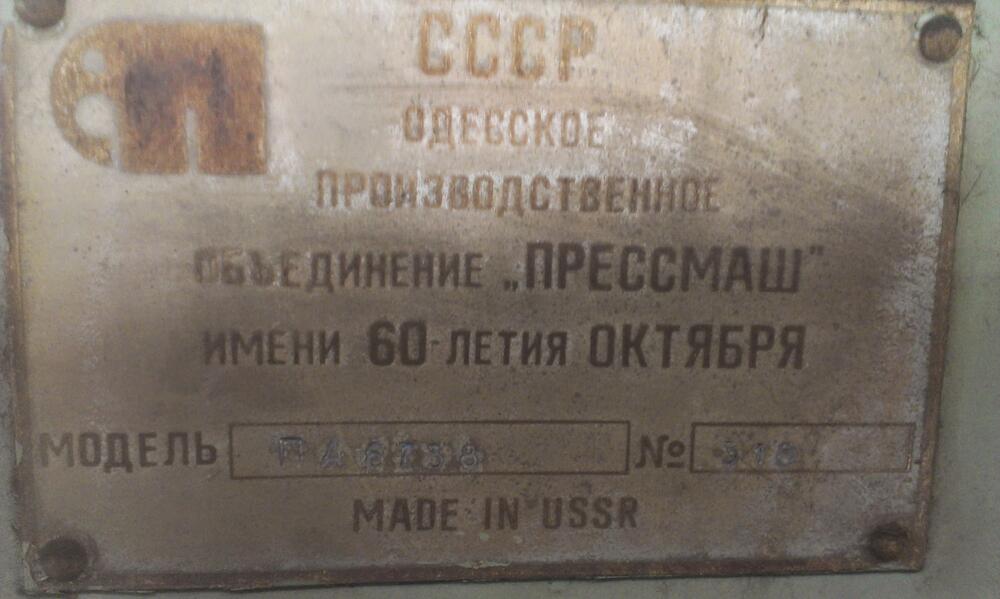 СССР
ОДЕССКОЕ
ПРОИЗВОДСТВЕННОЕ
ОБЪЕДИНЕНИЕ „ПРЕССМАШ”
ИМЕНИ 60-ЛЕТИЯ ОКТЯБРЯ
МОДЕЛЬ №
MADE IN USSR